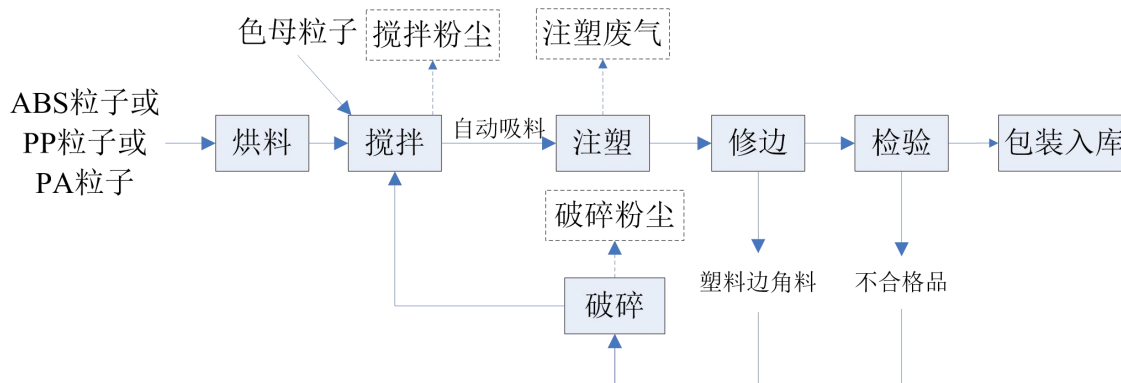 色母粒子
搅拌粉尘
注塑废气
ABS粒子或
PP粒子或
PA粒子
烘料
搅拌
自动吸料
注塑
修边
检验
包装入库
破碎粉尘
塑料边角料
不合格品
破碎